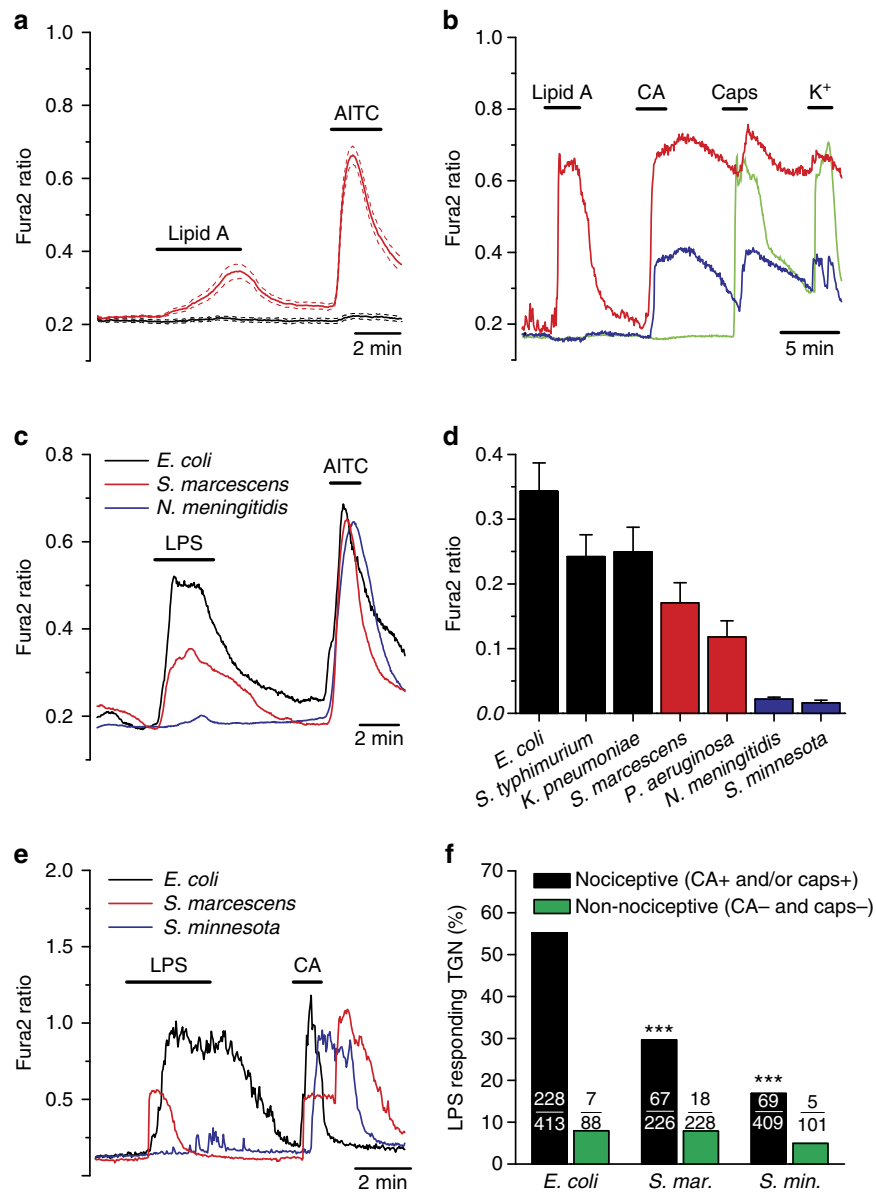 a
1.0
0.8
0.6
0.4
0.2
Fura2 ratio
Lipid A
AITC
2 min
b
1.0
0.8
0.6
0.4
0.2
Fura2 ratio
Lipid A CA Caps K+
5 min
c
0.8
0.6
0.4
0.2
Fura2 ratio
E. coli
S. marcescens
N. meningitidis
LPS
AITC
2 min
d
0.4
0.3
0.2
0.1
0.0
Fura2 ratio
E. coli
S. typhimurium
K. pneumoniae
S. marcescens
P. aeruginosa
N. meningitidis
S. minnesota
e
2.0
1.5
1.0
0.5
Fura2 ratio
E. coli
S. marcescens
S. minnesota
LPS
CA
2 min
f
70
60
50
40
30
20
10
0
LPS responding TGN (%)
Nociceptive (CA+ and/or caps+)
Non-nociceptive (CA– and caps–)
228
413
7
88
***
67
226
18
228
***
69
409
5
101
E. coli S. mar. S. min.